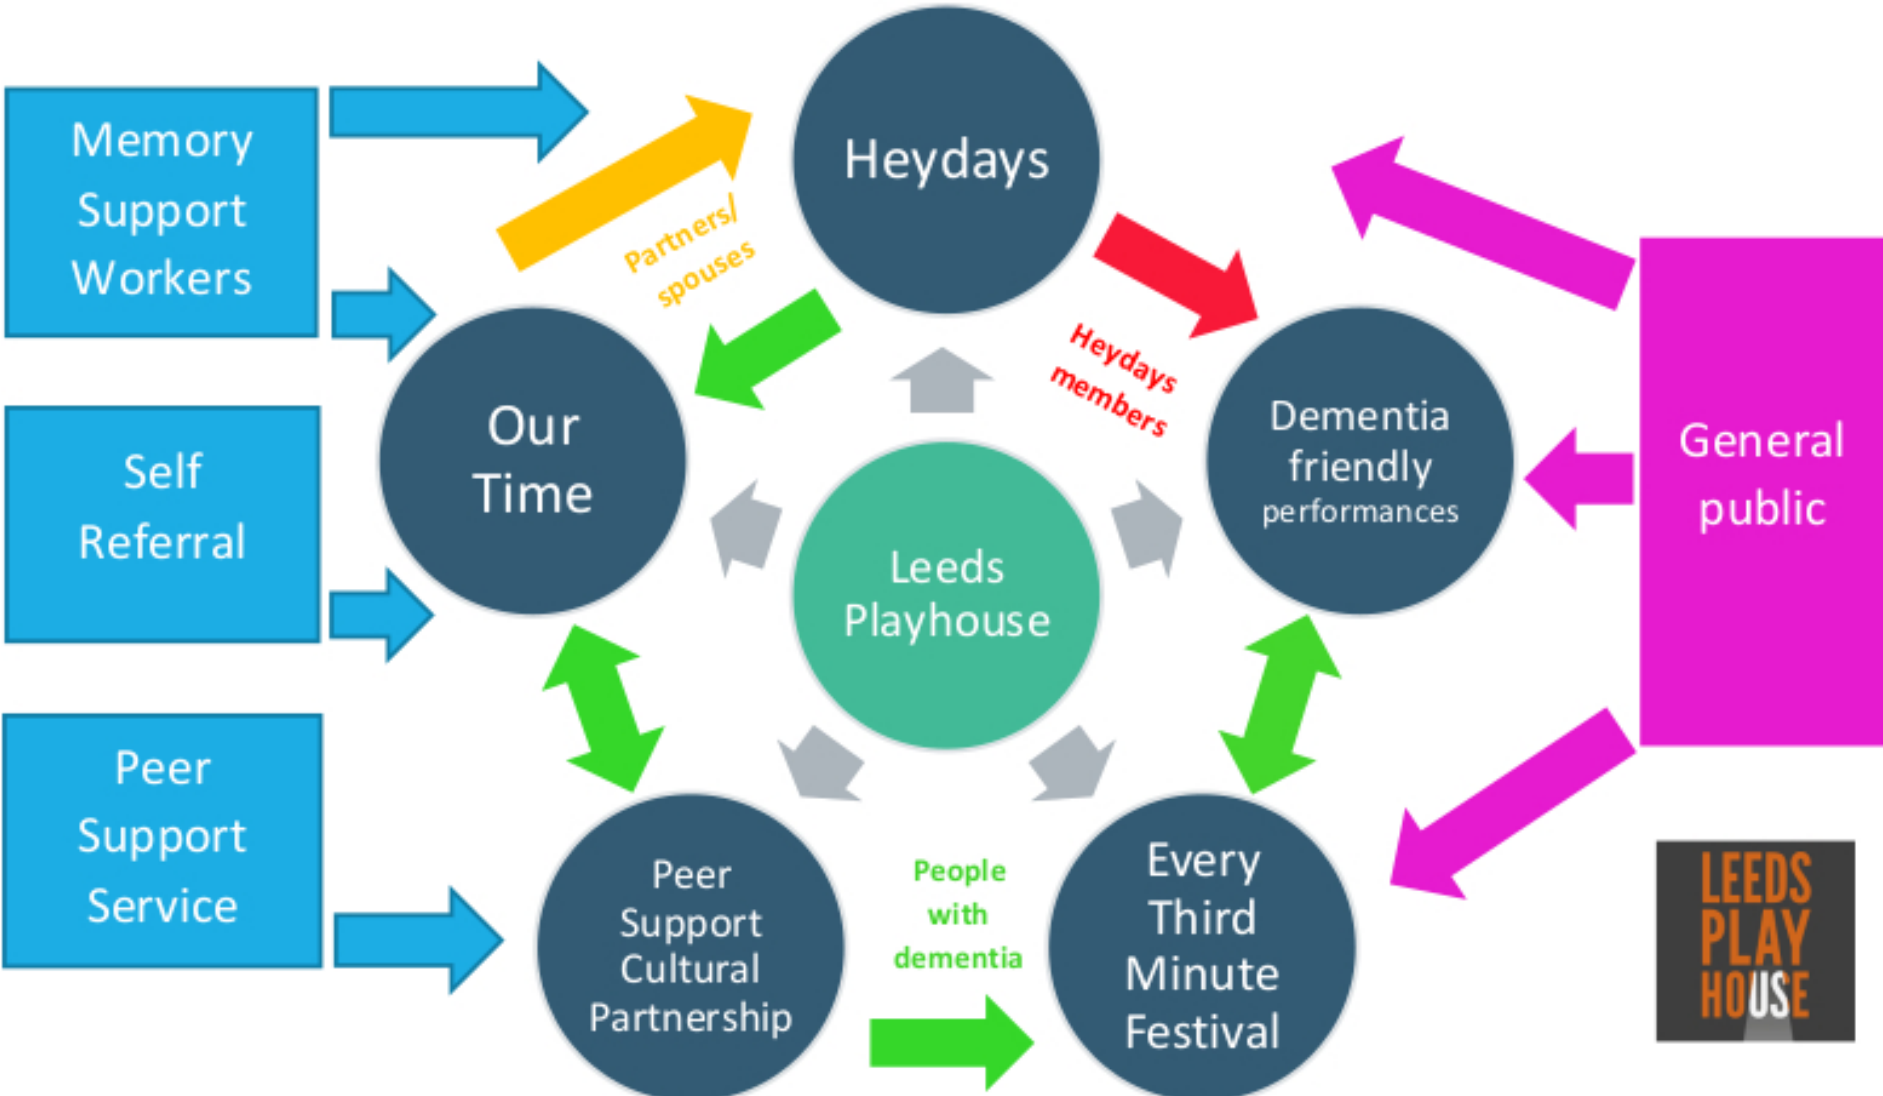 Memory
Support
Workers
Self
Referral
Peer
Support
Service
Heydays
Partners/
spouses
Our
Time
Heydays
members
Dementia
friendly
performances
Leeds
Playhouse
General
public
Peer
Support
Cultural
Partnership
People
with
dementia
Every
Third
Minute
Festival
LEEDS
PLAY
HOUSE